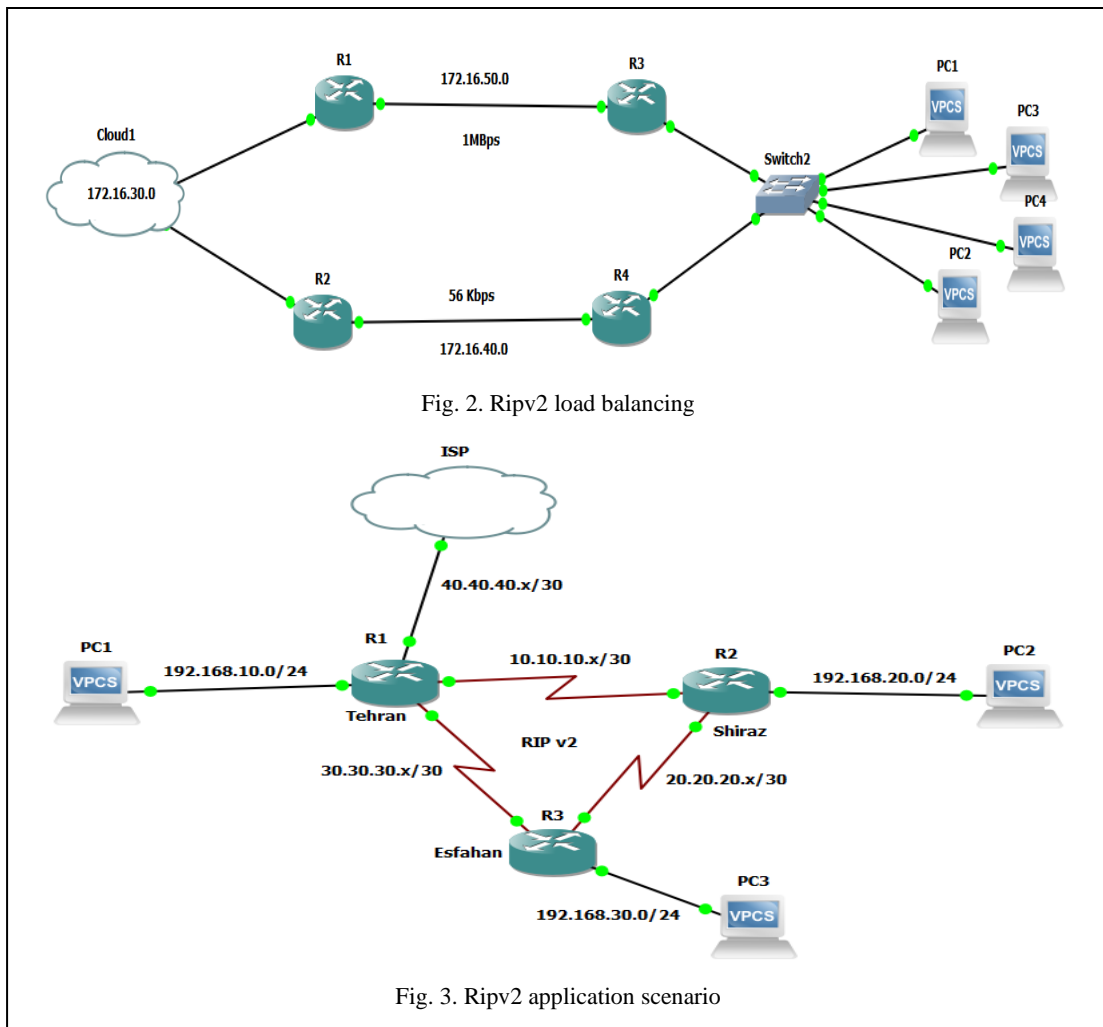 R1
172.16.50.0
R3
PC1
VPCS
PC3
VPCS
Cloud1
172.16.30.0
1MBps
Switch2
PC4
VPCS
PC2
VPCS
R2
56 Kbps
R4
172.16.40.0
Fig. 2. Ripv2 load balancing
ISP
40.40.40.x/30
PC1
VPCS
192.168.10.0/24
R1
Tehran
10.10.10.x/30
R2
Shiraz
192.168.20.0/24
PC2
VPCS
RIP v2
30.30.30.x/30
20.20.20.x/30
R3
Esfahan
192.168.30.0/24
PC3
VPCS
Fig. 3. Ripv2 application scenario